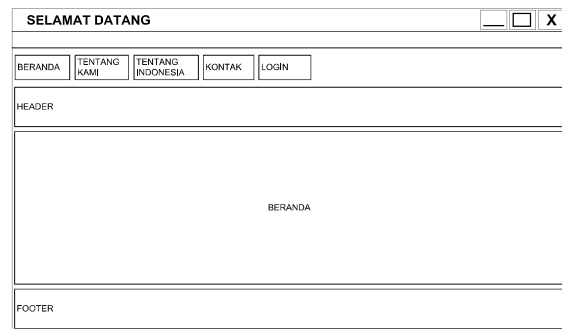 SELAMAT DATANG
X
BERANDA
TENTANG
KAMI
TENTANG
INDONESIA
KONTAK
LOGIN
HEADER
BERANDA
FOOTER